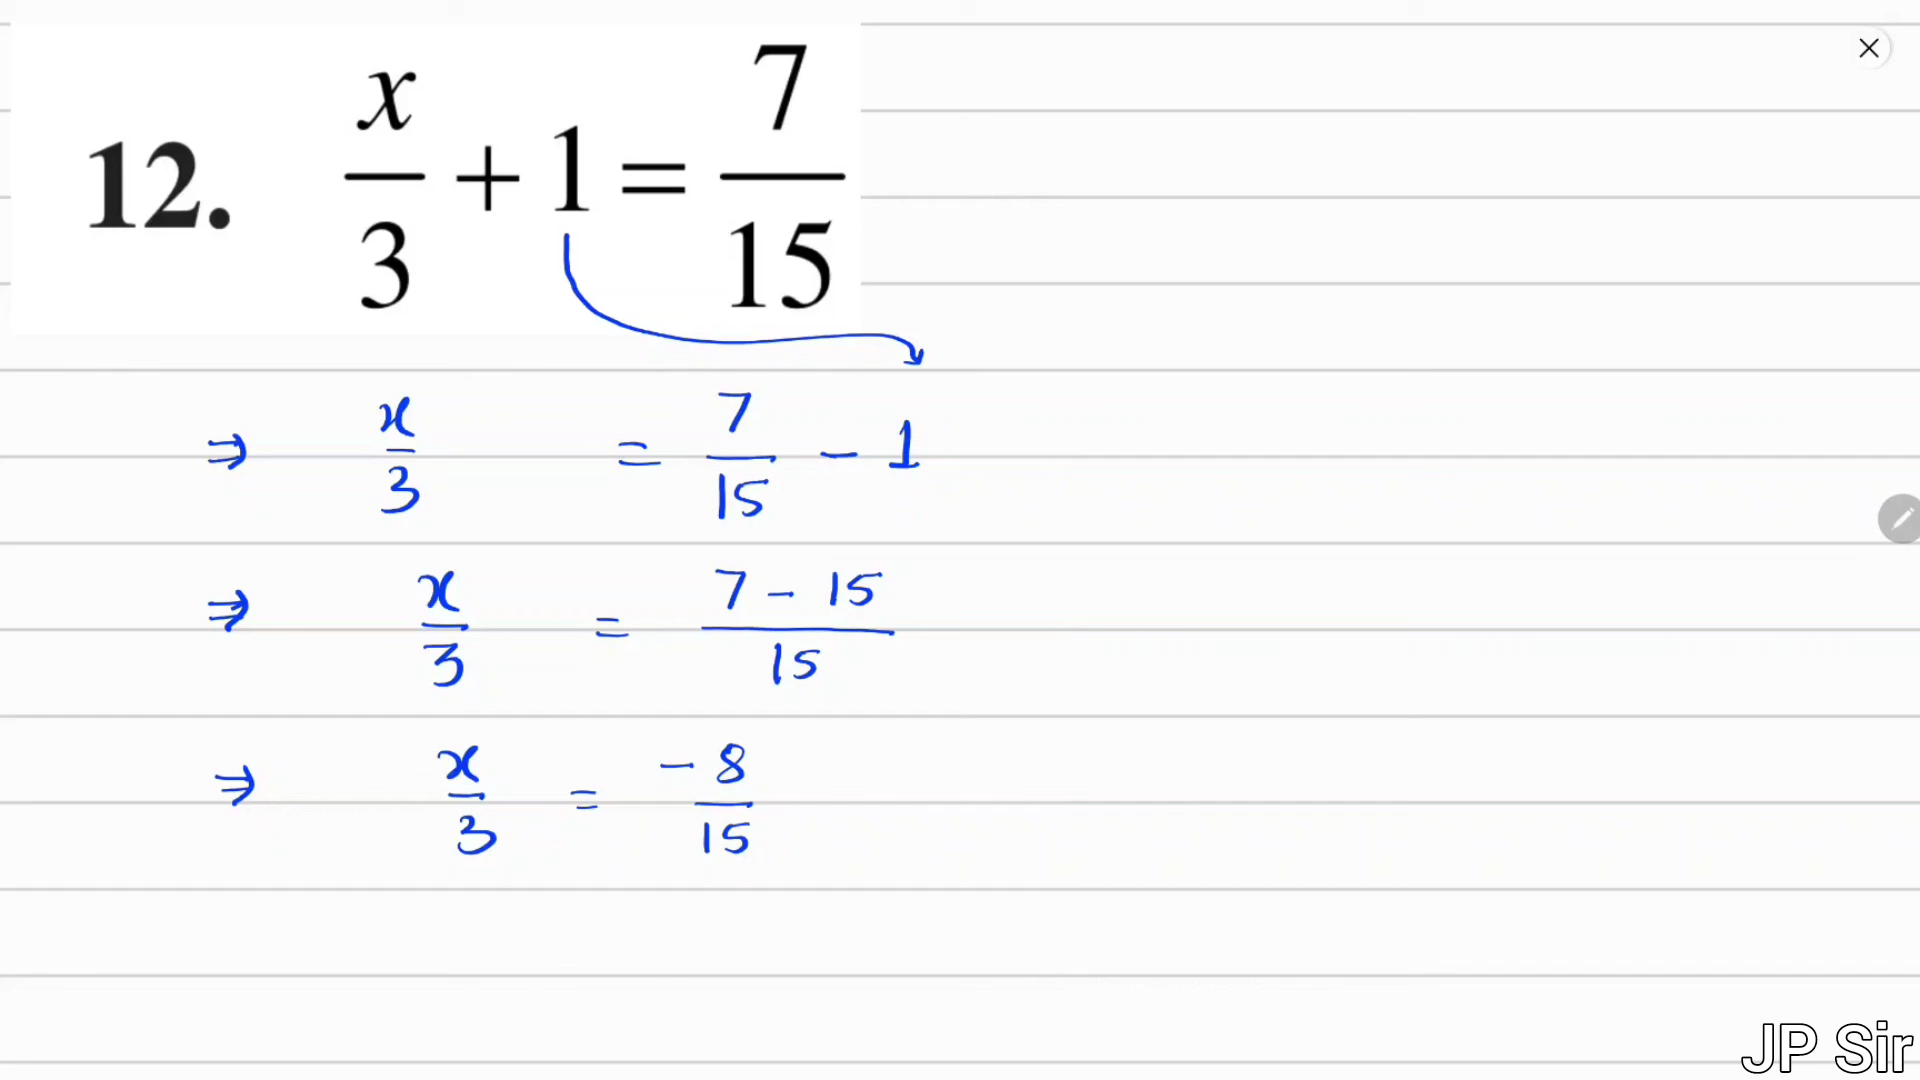 12. x/3 + 1 = 7/15
⇒ x/3 = 7/15 - 1
⇒ x/3 = (7 - 15)/15
⇒ x/3 = -8/15
JP Sir